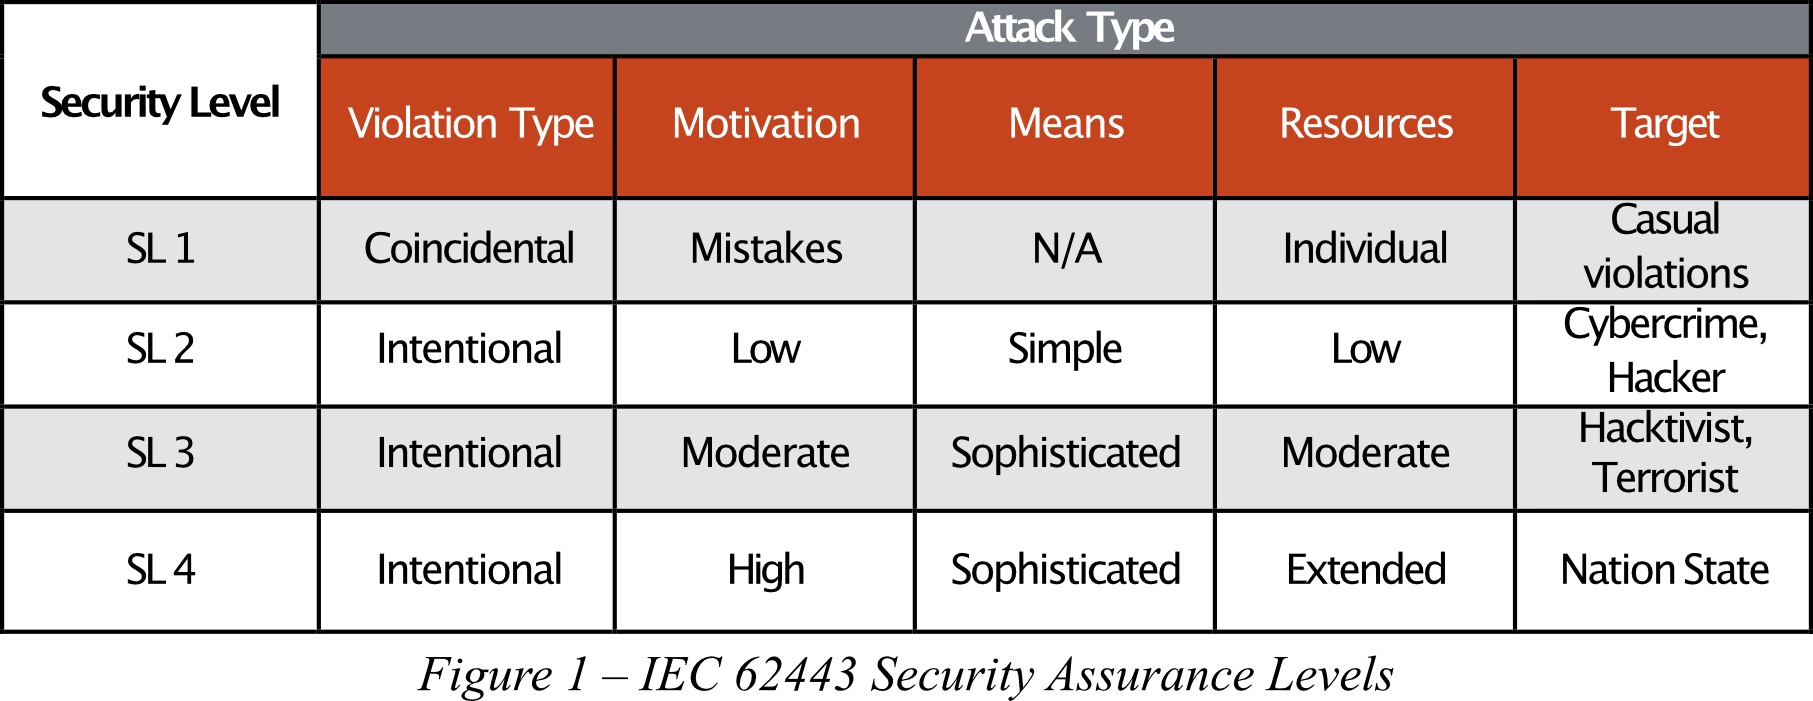 Attack Type
Security Level
Violation Type Motivation Means Resources Target
SL 1 Coincidental Mistakes N/A Individual Casual
violations
SL 2 Intentional Low Simple Low Cybercrime,
Hacker
SL 3 Intentional Moderate Sophisticated Moderate Hacktivist,
Terrorist
SL 4 Intentional High Sophisticated Extended Nation State
Figure 1 – IEC 62443 Security Assurance Levels